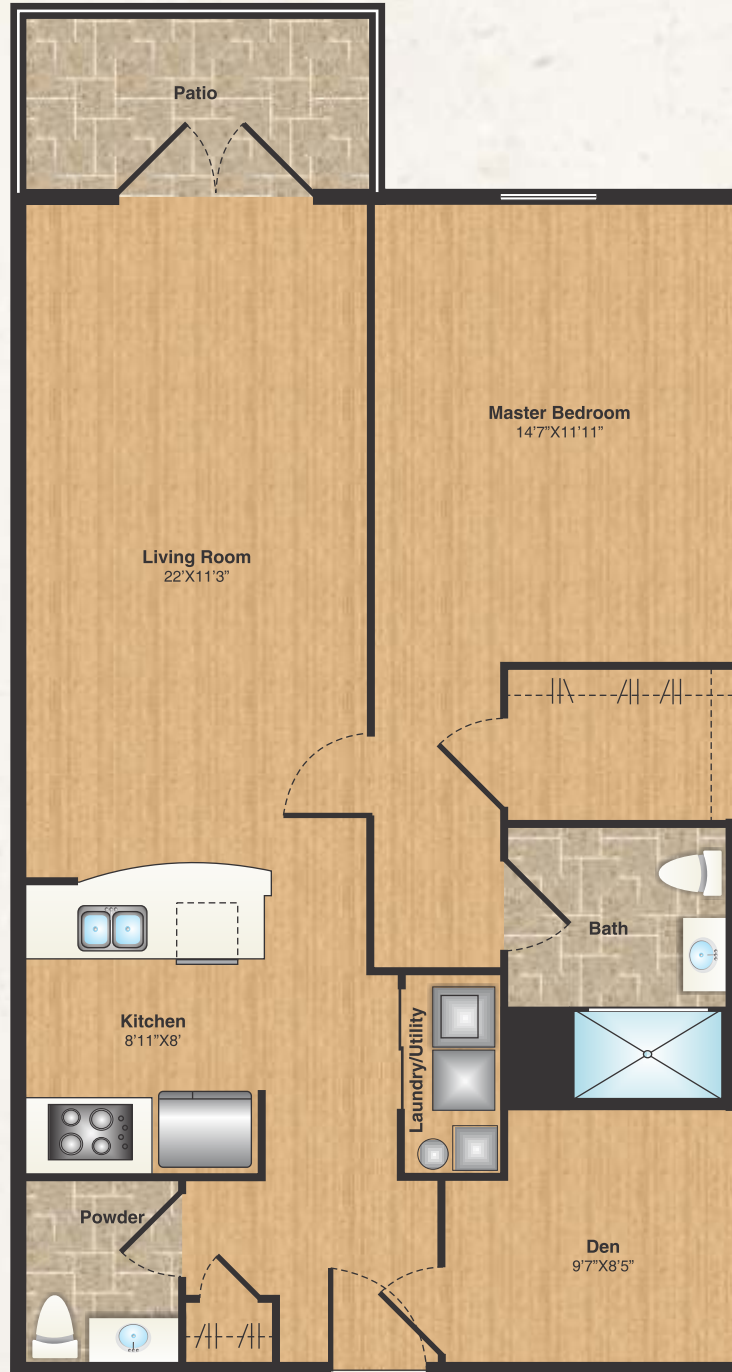 Patio
Master Bedroom
14’7”X11’11”
Living Room
22’X11’3”
Bath
Kitchen
8’11”X8’
Laundry/Utility
Powder
Den
9’7”X8’5”